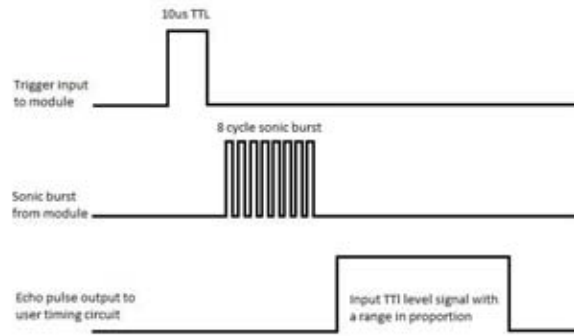 10us TTL
Trigger input
to module
8 cycle sonic burst
Sonic burst
from module
Echo pulse output to
user timing circuit
Input TTl level signal with
a range in proportion